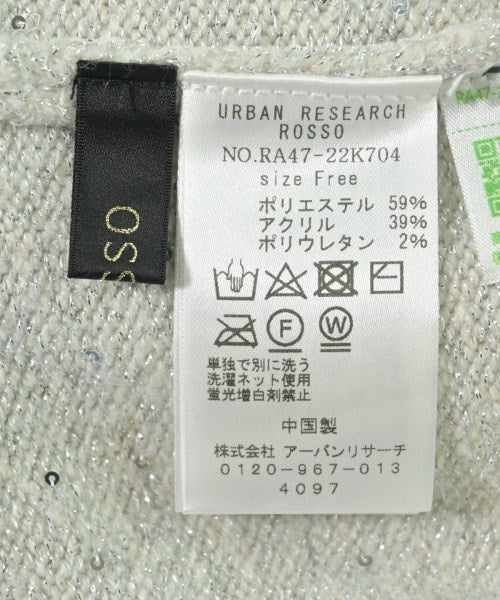 URBAN RESEARCH
ROSSO
NO.RA47-22K704
size Free
ポリエステル 59%
アクリル 39%
ポリウレタン 2%
F W
単独で別に洗う
洗濯ネット使用
蛍光増白剤禁止
中国製
株式会社 アーバンリサーチ
0120-967-013
4097
SSO
RA47-2